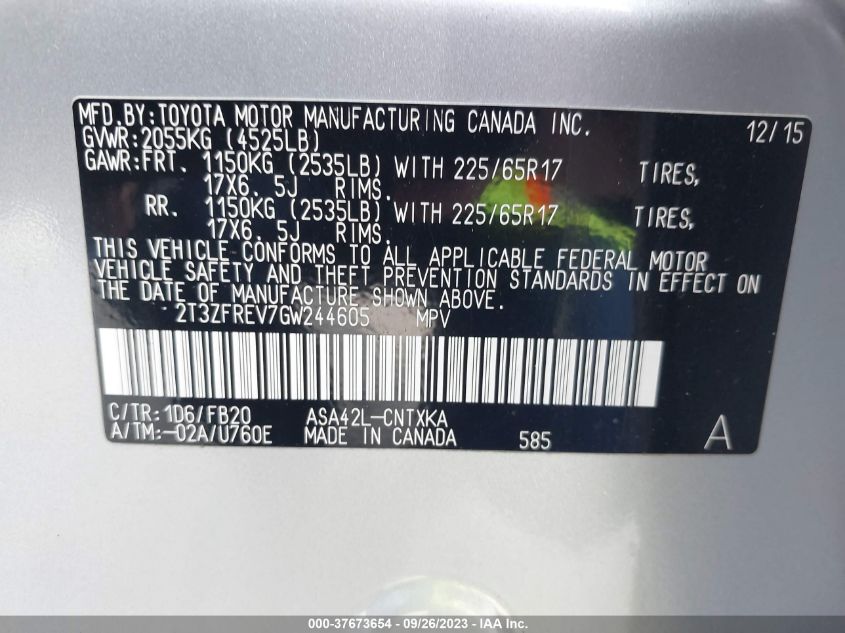 MFD.BY:TOYOTA MOTOR MANUFACTURING CANADA INC. 12/15
GVWR:2055KG (4525LB)
GAWR:FRT. 1150KG (2535LB) WITH 225/65R17 TIRES,
17X6. 5J RIMS.
RR. 1150KG (2535LB) WITH 225/65R17 TIRES,
17X6. 5J RIMS.
THIS VEHICLE CONFORMS TO ALL APPLICABLE FEDERAL MOTOR
VEHICLE SAFETY AND THEFT PREVENTION STANDARDS IN EFFECT ON
THE DATE OF MANUFACTURE SHOWN ABOVE.
2T3ZFREV7GW244605 MPV
C/TR:1D6/FB20 ASA42L-CNTXKA
A/TM:-02A/U760E MADE IN CANADA 585 A
000-37673654 - 09/26/2023 - IAA Inc.